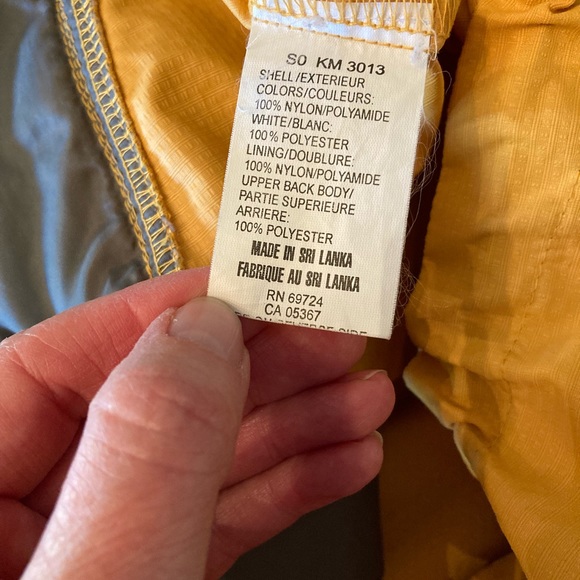 S0 KM 3013
SHELL/EXTERIEUR
COLORS/COULEURS:
100% NYLON/POLYAMIDE
WHITE/BLANC:
100% POLYESTER
LINING/DOUBLURE:
100% NYLON/POLYAMIDE
UPPER BACK BODY/
PARTIE SUPERIEURE
ARRIERE:
100% POLYESTER
MADE IN SRI LANKA
FABRIQUE AU SRI LANKA
RN 69724
CA 05367
REVERSE SIDE